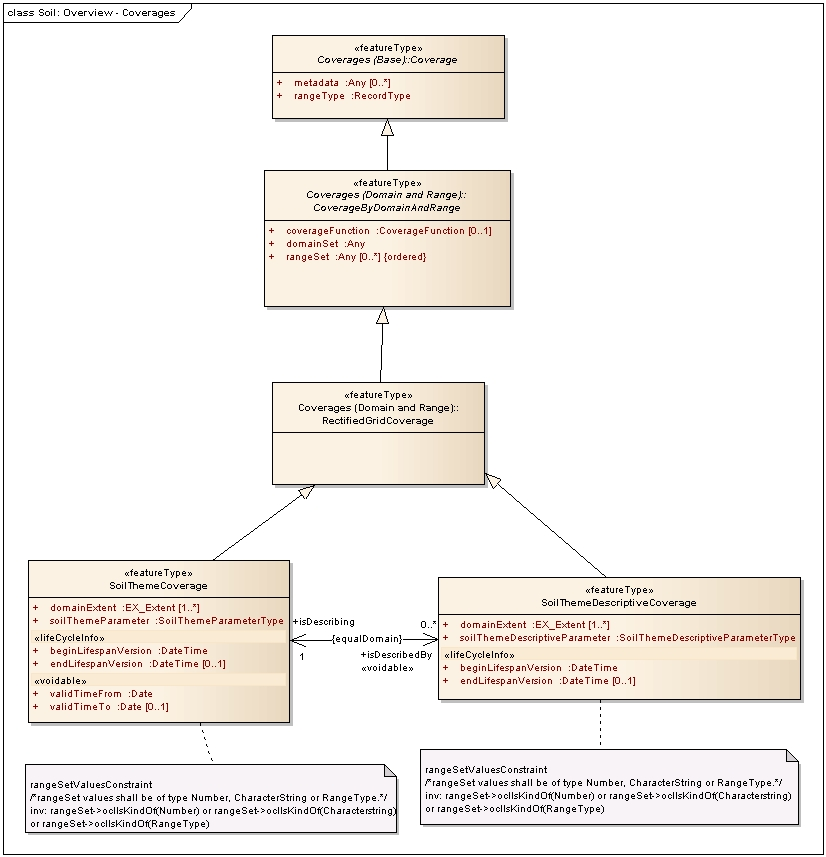 class Soil: Overview - Coverages
«featureType»
Coverages (Base)::Coverage
+ metadata :Any [0..*]
+ rangeType :RecordType
«featureType»
Coverages (Domain and Range)::
CoverageByDomainAndRange
+ coverageFunction :CoverageFunction [0..1]
+ domainSet :Any
+ rangeSet :Any [0..*] {ordered}
«featureType»
Coverages (Domain and Range)::
RectifiedGridCoverage
«featureType»
SoilThemeCoverage
+ domainExtent :EX_Extent [1..*]
+ soilThemeParameter :SoilThemeParameterType
«lifeCycleInfo»
+ beginLifespanVersion :DateTime
+ endLifespanVersion :DateTime [0..1]
«voidable»
+ validTimeFrom :Date
+ validTimeTo :Date [0..1]
+isDescribing
1
{equalDomain}
0..*
+isDescribedBy
«voidable»
«featureType»
SoilThemeDescriptiveCoverage
+ domainExtent :EX_Extent [1..*]
+ soilThemeDescriptiveParameter :SoilThemeDescriptiveParameterType
«lifeCycleInfo»
+ beginLifespanVersion :DateTime
+ endLifespanVersion :DateTime [0..1]
rangeSetValuesConstraint
/*rangeSet values shall be of type Number, CharacterString or RangeType.*/
inv: rangeSet->oclIsKindOf(Number) or rangeSet->oclIsKindOf(Characterstring)
or rangeSet->oclIsKindOf(RangeType)
rangeSetValuesConstraint
/*rangeSet values shall be of type Number, CharacterString or RangeType.*/
inv: rangeSet->oclIsKindOf(Number) or rangeSet->oclIsKindOf(Characterstring)
or rangeSet->oclIsKindOf(RangeType)